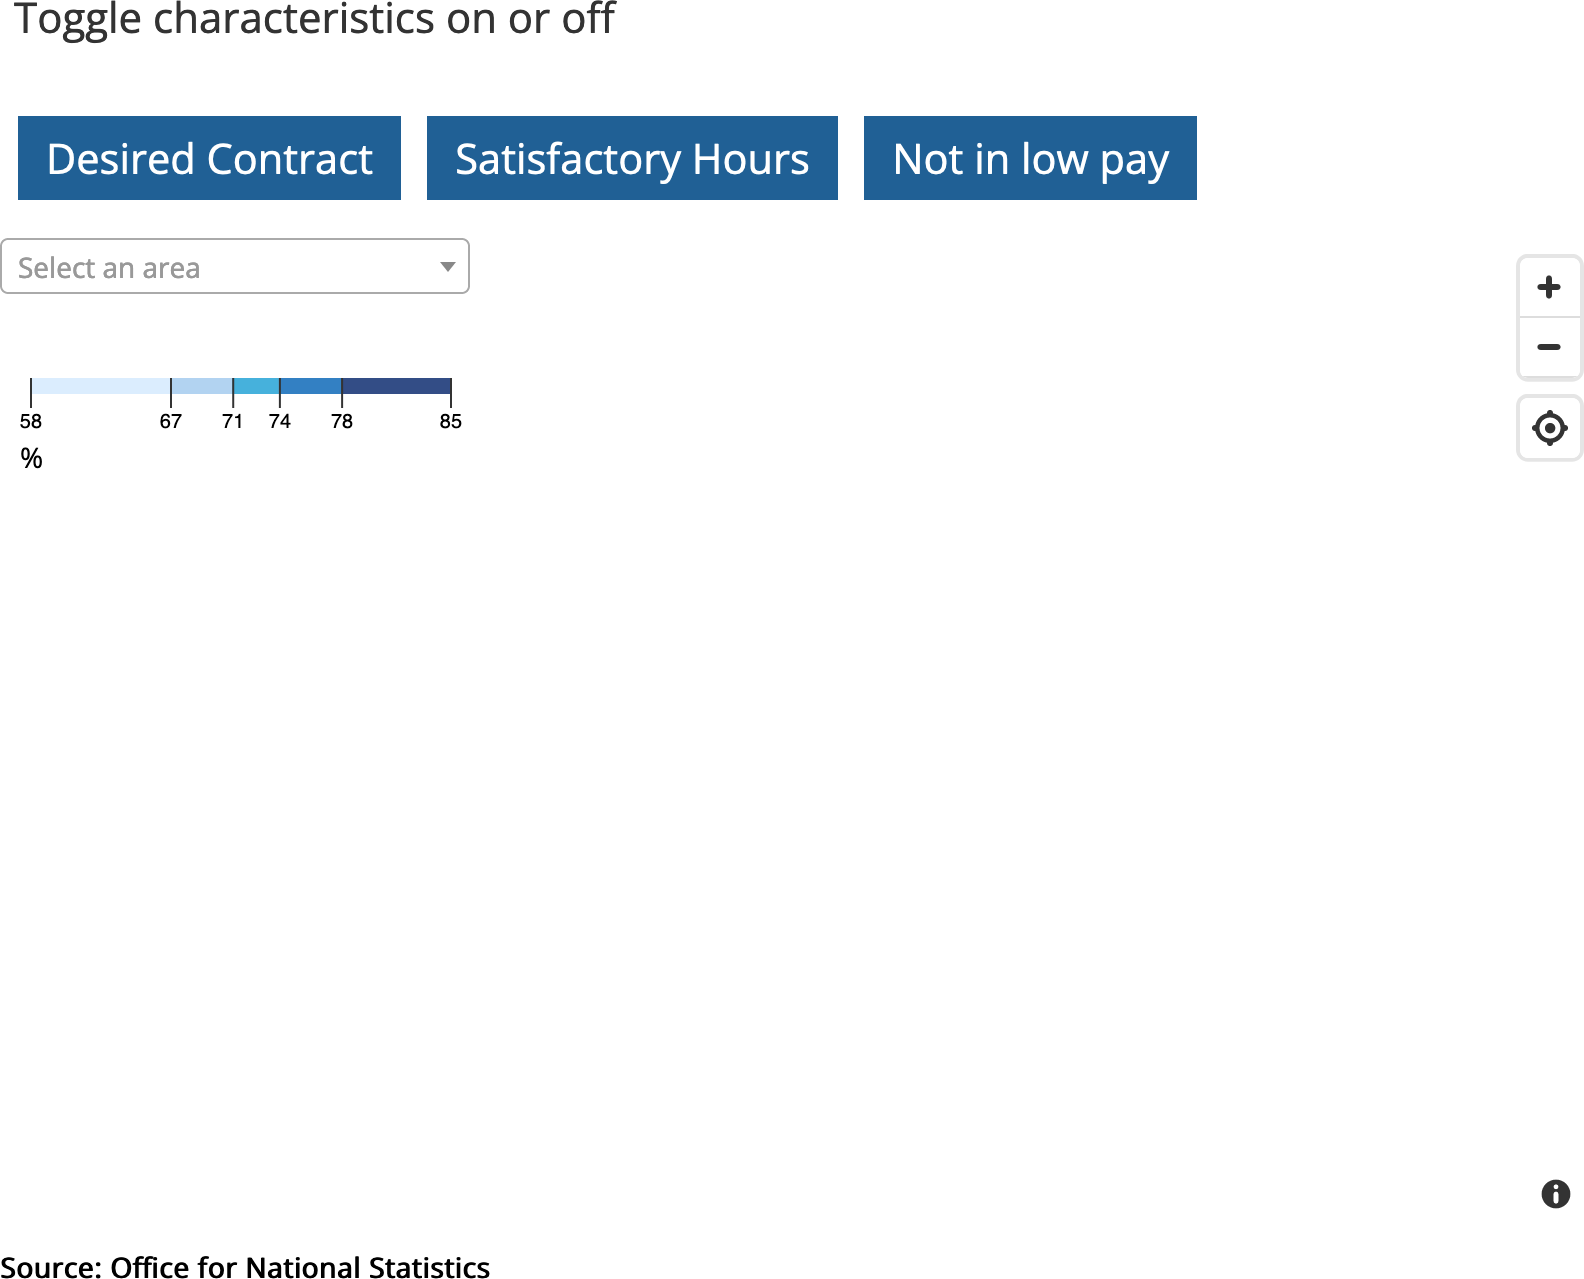 Toggle characteristics on or off
Desired Contract Satisfactory Hours Not in low pay
Select an area
58 67 71 74 78 85
%
Source: Office for National Statistics